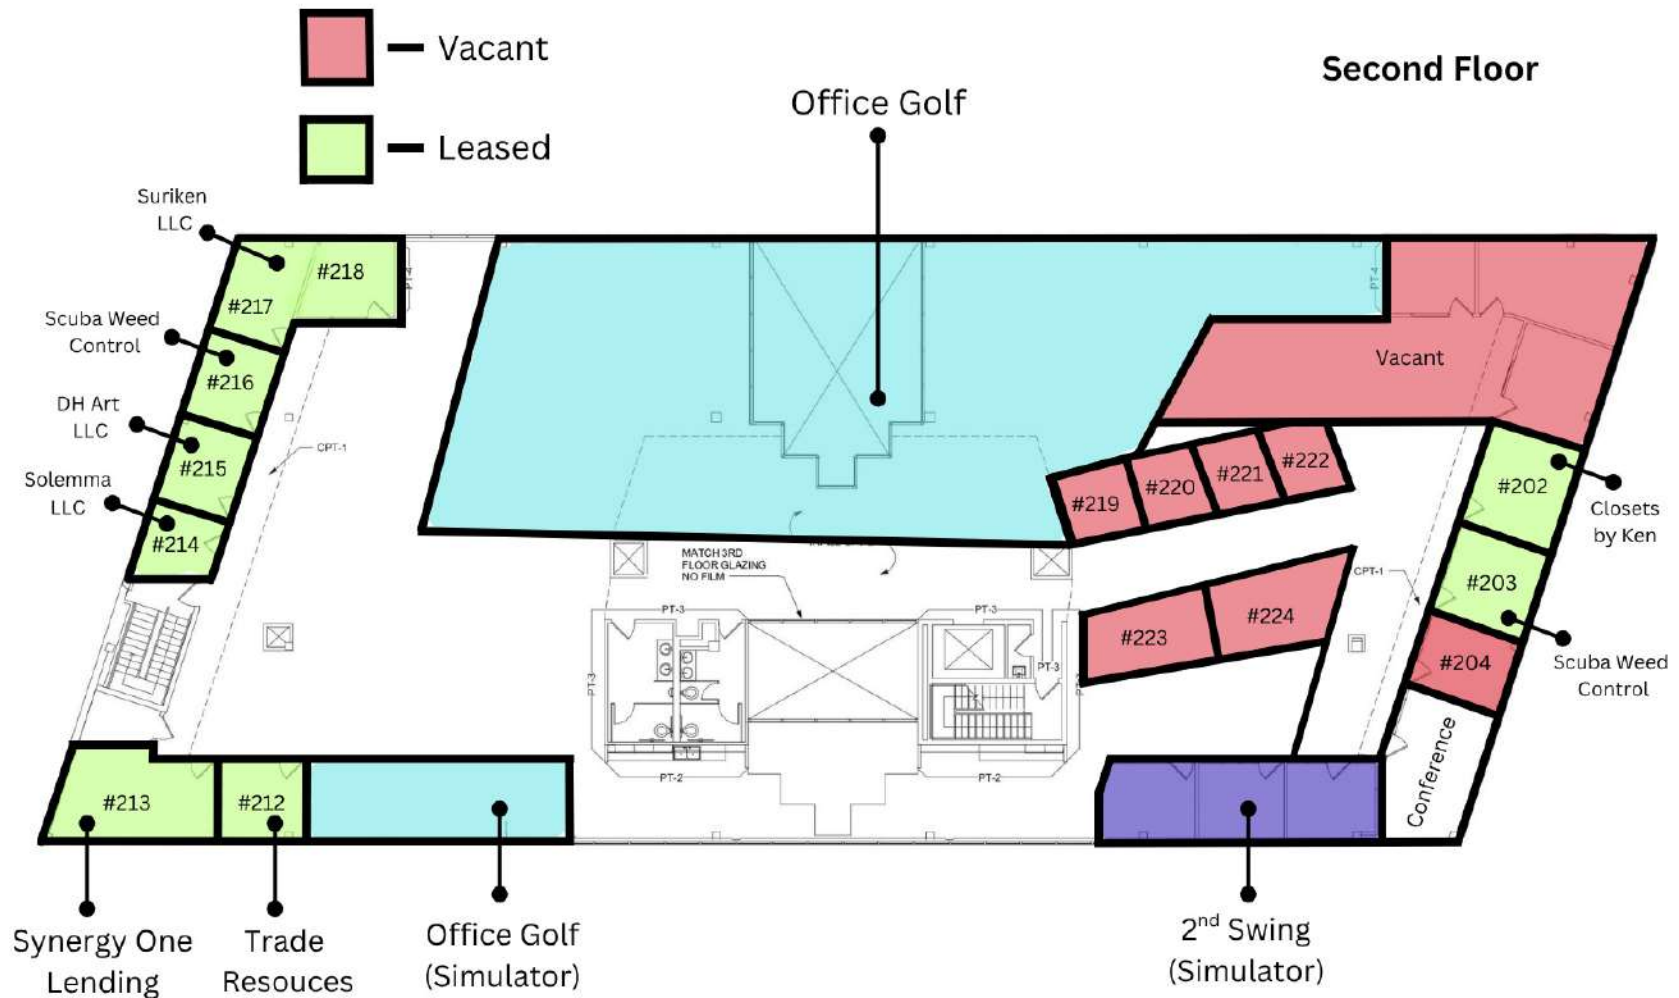 Vacant
Second Floor
Office Golf
Leased
Suriken
LLC
#218
#217
Scuba Weed
Control
#216
DH Art
LLC
#215
Solemma
LLC
#214
CPT-1
PT-4
PT-4
Vacant
#222
#221
#220
#219
#202
Closets
by Ken
#203
Scuba Weed
Control
#204
CPT-1
MATCH 3RD
FLOOR GLAZING
NO FILM
PT-3
PT-3
PT-3
PT-3
PT-3
PT-2
PT-2
#223
#224
Conference
#213
#212
Synergy One
Lending
Trade
Resouces
Office Golf
(Simulator)
2nd Swing
(Simulator)